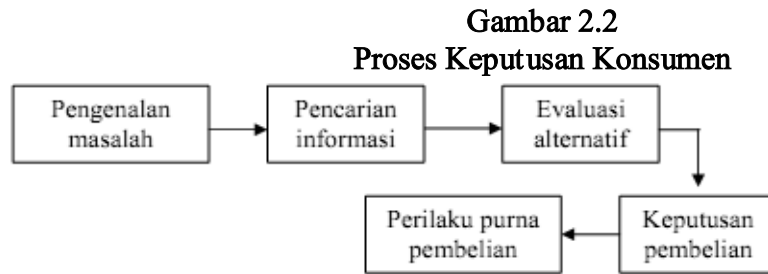 Gambar 2.2
Proses Keputusan Konsumen
Pengenalan
masalah
Pencarian
informasi
Evaluasi
alternatif
Keputusan
pembelian
Perilaku purna
pembelian